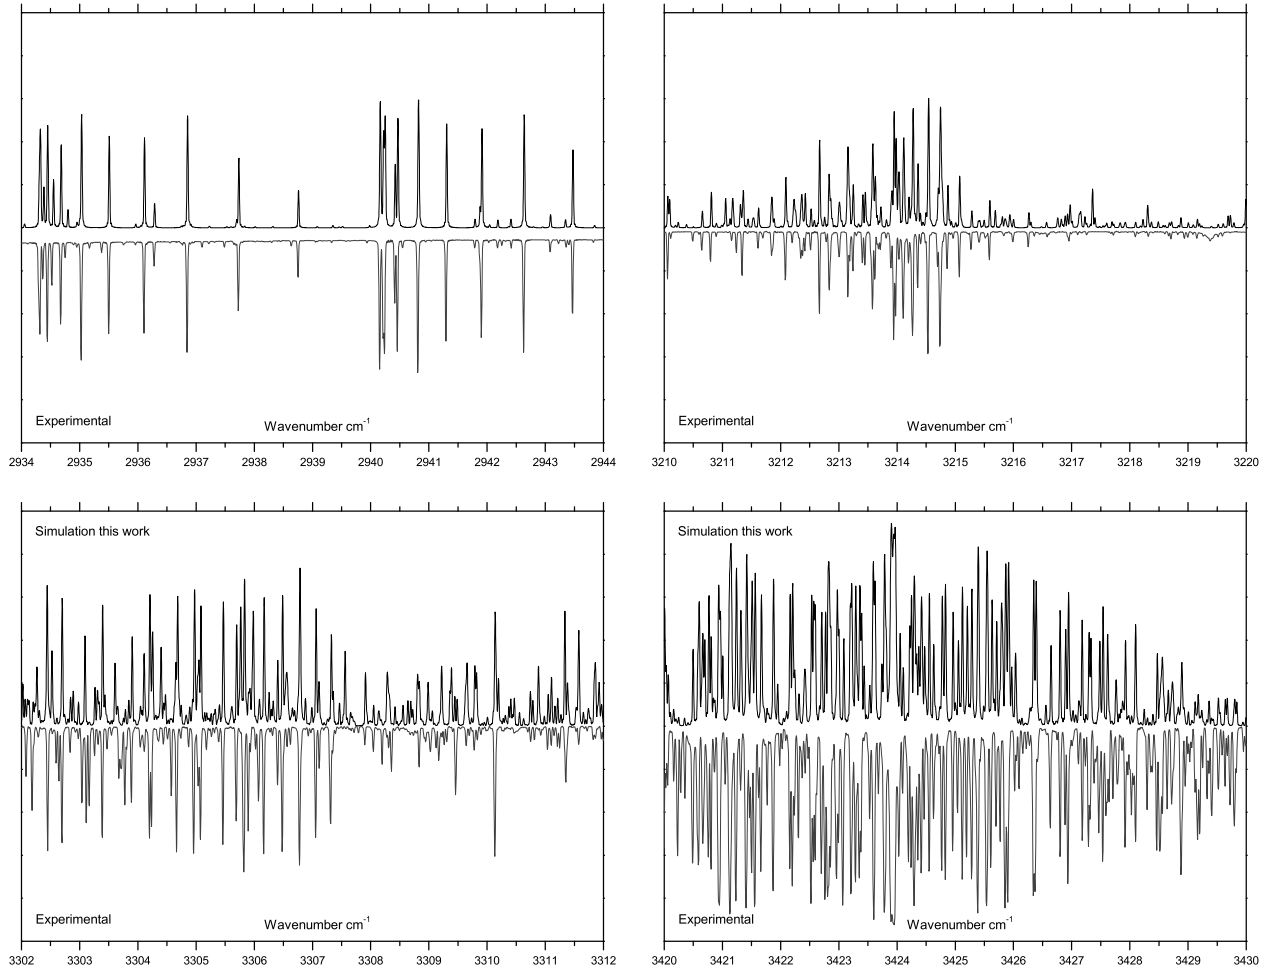 Experimental
Wavenumber cm-1
2934 2935 2936 2937 2938 2939 2940 2941 2942 2943 2944
Experimental
Wavenumber cm-1
3210 3211 3212 3213 3214 3215 3216 3217 3218 3219 3220
Simulation this work
Experimental
Wavenumber cm-1
3302 3303 3304 3305 3306 3307 3308 3309 3310 3311 3312
Simulation this work
Experimental
Wavenumber cm-1
3420 3421 3422 3423 3424 3425 3426 3427 3428 3429 3430